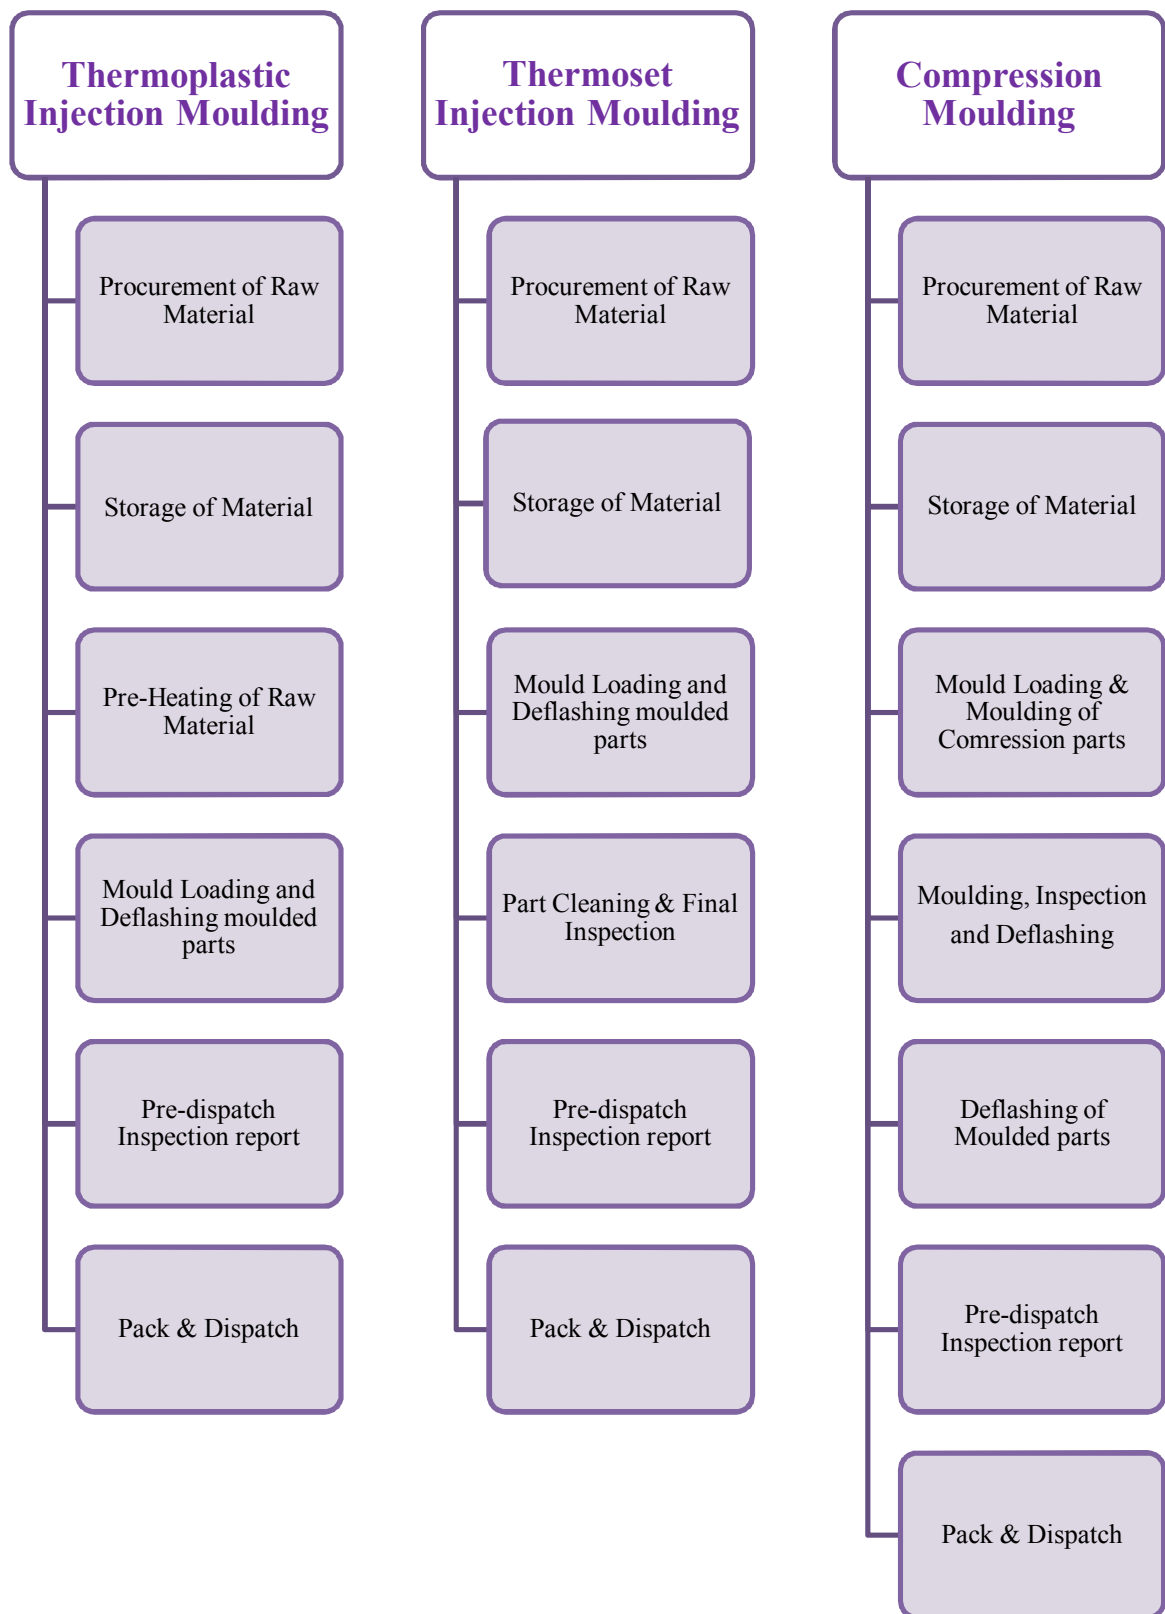 Thermoplastic
Injection Moulding
Procurement of Raw
Material
Storage of Material
Pre-Heating of Raw
Material
Mould Loading and
Deflashing moulded
parts
Pre-dispatch
Inspection report
Pack & Dispatch
Thermoset
Injection Moulding
Procurement of Raw
Material
Storage of Material
Mould Loading and
Deflashing moulded
parts
Part Cleaning & Final
Inspection
Pre-dispatch
Inspection report
Pack & Dispatch
Compression
Moulding
Procurement of Raw
Material
Storage of Material
Mould Loading &
Moulding of
Comression parts
Moulding, Inspection
and Deflashing
Deflashing of
Moulded parts
Pre-dispatch
Inspection report
Pack & Dispatch